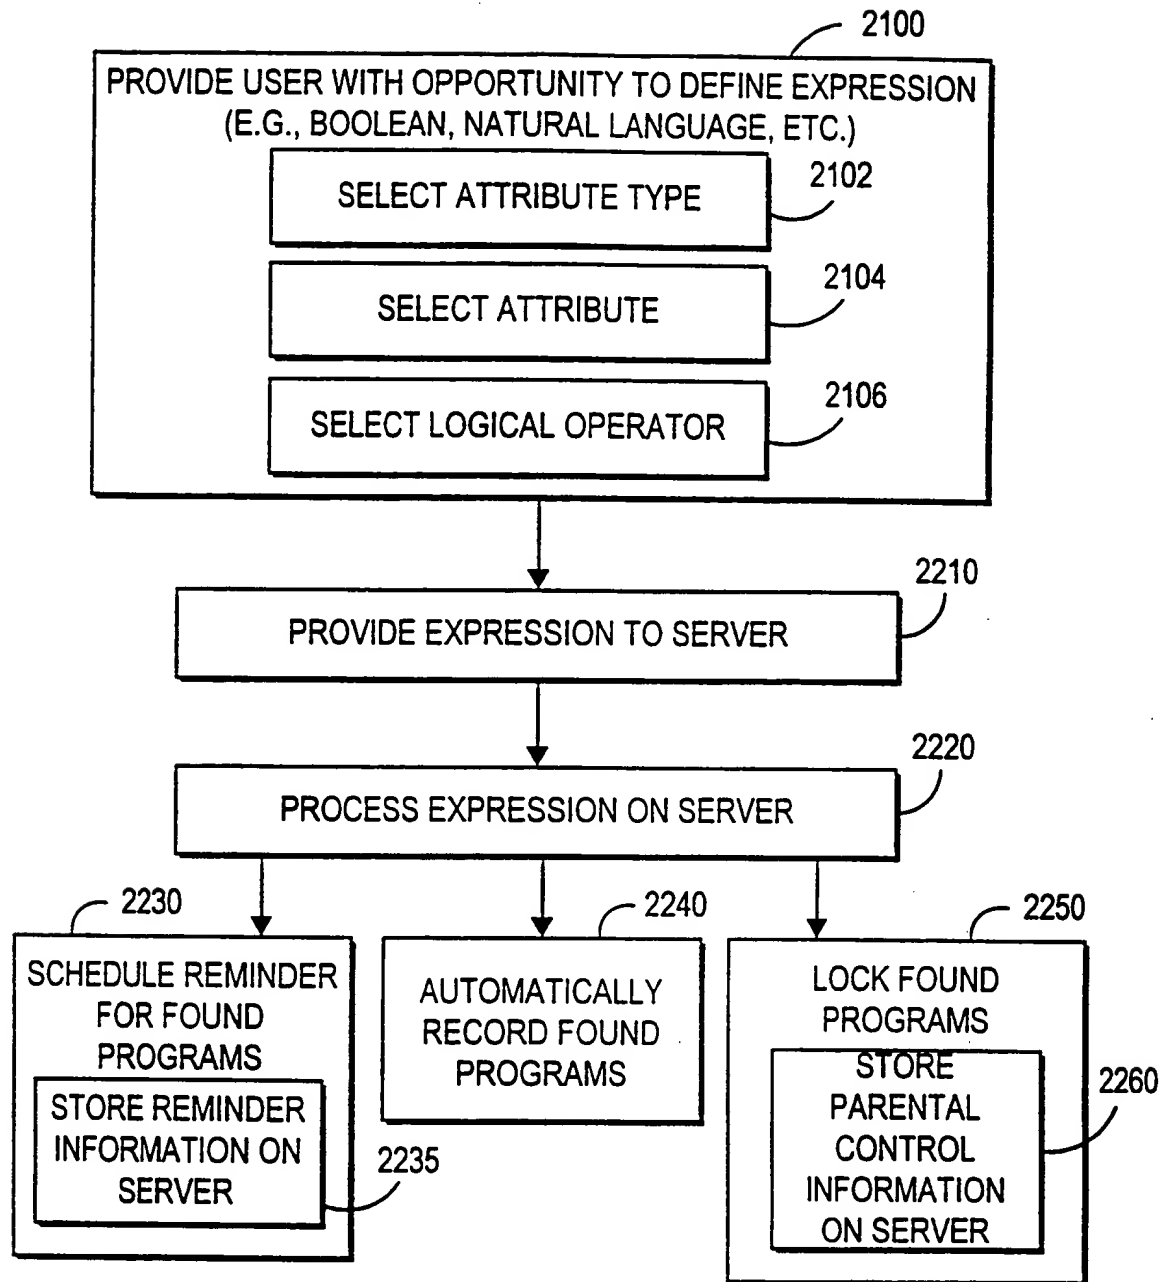 2100
PROVIDE USER WITH OPPORTUNITY TO DEFINE EXPRESSION
(E.G., BOOLEAN, NATURAL LANGUAGE, ETC.)
SELECT ATTRIBUTE TYPE
2102
SELECT ATTRIBUTE
2104
SELECT LOGICAL OPERATOR
2106
PROVIDE EXPRESSION TO SERVER
2210
PROCESS EXPRESSION ON SERVER
2220
2230
SCHEDULE REMINDER
FOR FOUND
PROGRAMS
STORE REMINDER
INFORMATION ON
SERVER
2235
2240
AUTOMATICALLY
RECORD FOUND
PROGRAMS
2250
LOCK FOUND
PROGRAMS
STORE
PARENTAL
CONTROL
INFORMATION
ON SERVER
2260